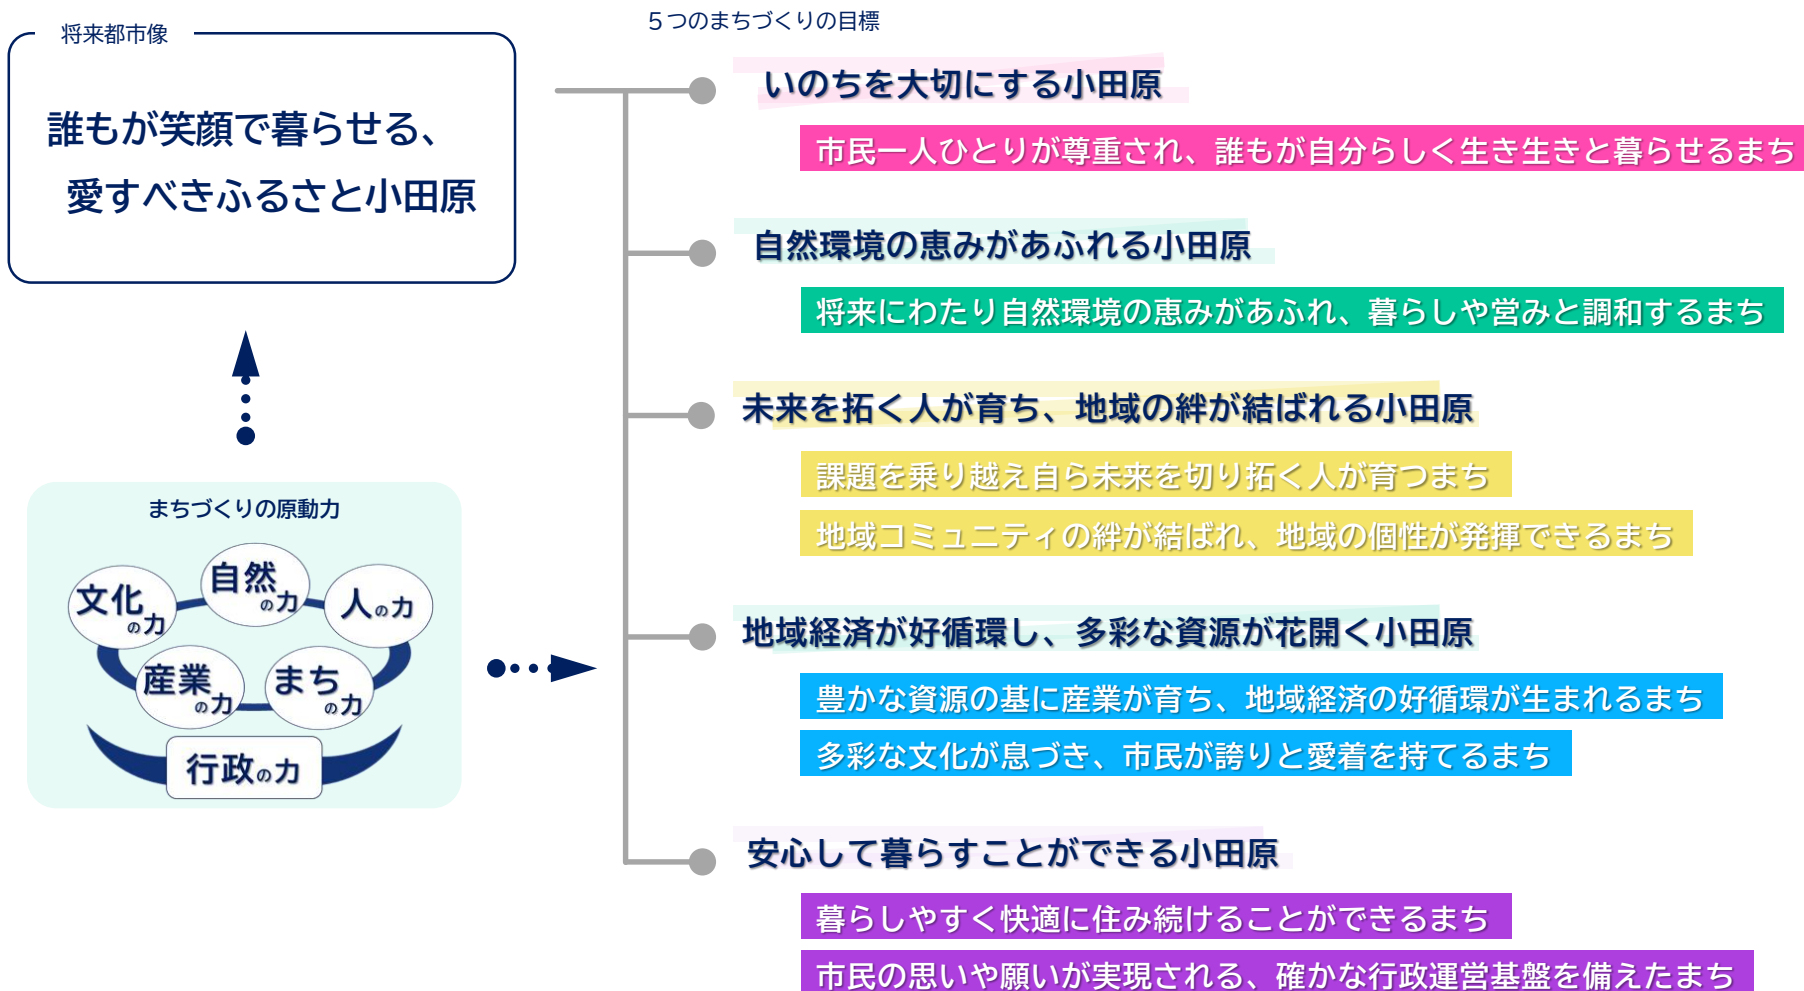 将来都市像
誰もが笑顔で暮らせる、
愛すべきふるさと小田原
まちづくりの原動力
文化の力
自然の力
人の力
産業の力
まちの力
行政の力
５つのまちづくりの目標
いのちを大切にする小田原
市民一人ひとりが尊重され、誰もが自分らしく生き生きと暮らせるまち
自然環境の恵みがあふれる小田原
将来にわたり自然環境の恵みがあふれ、暮らしや営みと調和するまち
未来を拓く人が育ち、地域の絆が結ばれる小田原
課題を乗り越え自ら未来を切り拓く人が育つまち
地域コミュニティの絆が結ばれ、地域の個性が発揮できるまち
地域経済が好循環し、多彩な資源が花開く小田原
豊かな資源の基に産業が育ち、地域経済の好循環が生まれるまち
多彩な文化が息づき、市民が誇りと愛着を持てるまち
安心して暮らすことができる小田原
暮らしやすく快適に住み続けることができるまち
市民の思いや願いが実現される、確かな行政運営基盤を備えたまち